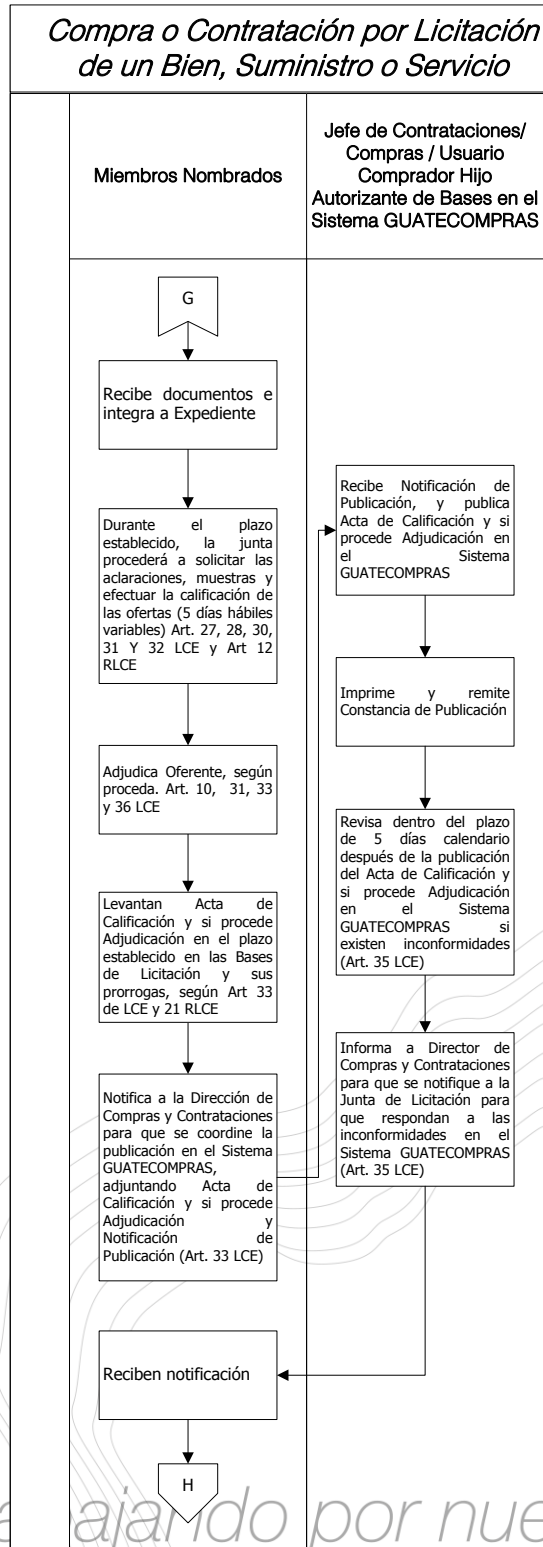 Compra o Contratación por Licitación
de un Bien, Suministro o Servicio
Miembros Nombrados
Jefe de Contrataciones/
Compras / Usuario
Comprador Hijo
Autorizante de Bases en el
Sistema GUATECOMPRAS
G
Recibe documentos e
integra a Expediente
Durante el plazo
establecido, la junta
procederá a solicitar las
aclaraciones, muestras y
efectuar la calificación de
las ofertas (5 días hábiles
variables) Art. 27, 28, 30,
31 Y 32 LCE y Art 12
RLCE
Adjudica Oferente, según
proceda. Art. 10, 31, 33
y 36 LCE
Levantan Acta de
Calificación y si procede
Adjudicación en el plazo
establecido en las Bases
de Licitación y sus
prorrogas, según Art 33
de LCE y 21 RLCE
Notifica a la Dirección de
Compras y Contrataciones
para que se coordine la
publicación en el Sistema
GUATECOMPRAS,
adjuntando Acta de
Calificación y si procede
Adjudicación y
Notificación de
Publicación (Art. 33 LCE)
Recibe Notificación de
Publicación, y publica
Acta de Calificación y si
procede Adjudicación en
el Sistema
GUATECOMPRAS
Imprime y remite
Constancia de Publicación
Revisa dentro del plazo
de 5 días calendario
después de la publicación
del Acta de Calificación y
si procede Adjudicación
en el Sistema
GUATECOMPRAS si
existen inconformidades
(Art. 35 LCE)
Informa a Director de
Compras y Contrataciones
para que se notifique a la
Junta de Licitación para
que respondan a las
inconformidades en el
Sistema GUATECOMPRAS
(Art. 35 LCE)
Reciben notificación
H
ajando por nue